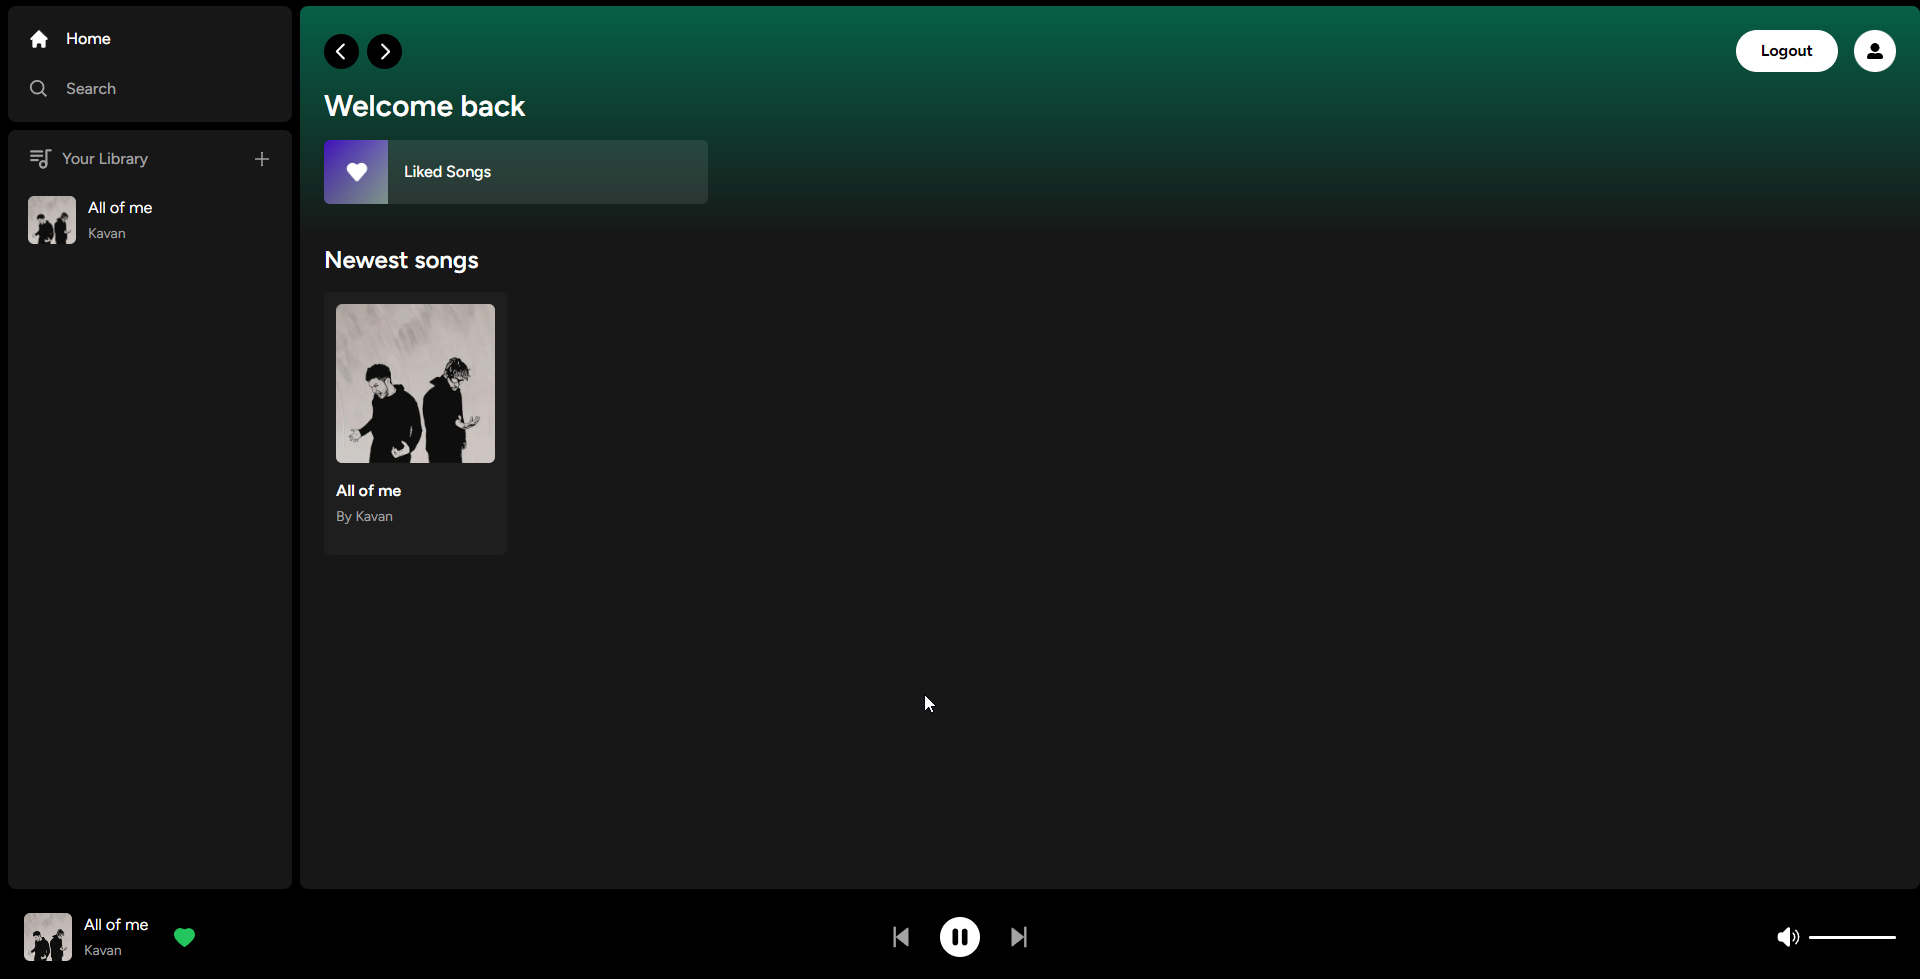 Home
Search
Your Library
All of me
Kavan
Logout
Welcome back
Liked Songs
Newest songs
All of me
By Kavan
All of me
Kavan